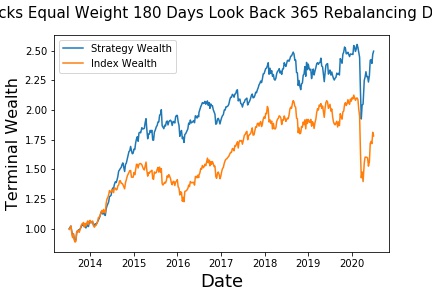 cks Equal Weight 180 Days Look Back 365 Rebalancing D
Strategy Wealth
Index Wealth
Terminal Wealth
2.50
2.25
2.00
1.75
1.50
1.25
1.00
2014 2015 2016 2017 2018 2019 2020
Date